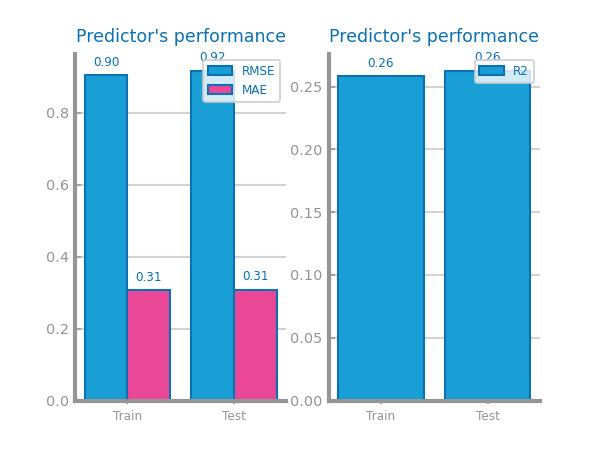 Predictor's performance
0.90
0.92
RMSE
MAE
0.31
0.31
0.8
0.6
0.4
0.2
0.0
Train
Test
Predictor's performance
0.26
0.26
R2
0.25
0.20
0.15
0.10
0.05
0.00
Train
Test